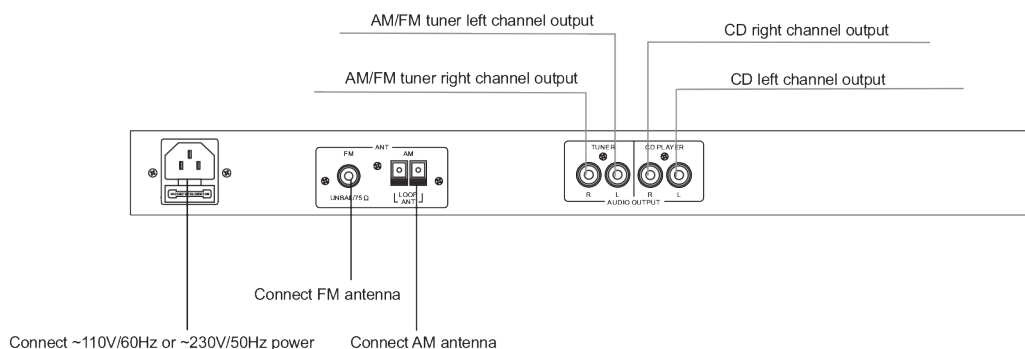 AM/FM tuner left channel output
CD right channel output
AM/FM tuner right channel output
CD left channel output
ANT
FM
AM
TUNER
CD PLAYER
UNBAL/75 Ω
LOOP
ANT
R
L
R
L
AUDIO OUTPUT
Connect FM antenna
Connect ~110V/60Hz or ~230V/50Hz power
Connect AM antenna